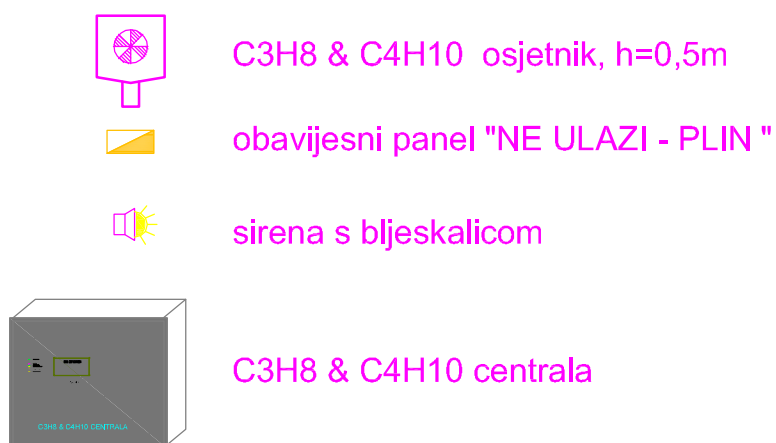 C3H8 & C4H10 osjetnik, h=0,5m
obavijesni panel "NE ULAZI - PLIN "
sirena s bljeskalicom
C3H8 & C4H10 centrala
C3H8 & C4H10 CENTRALA